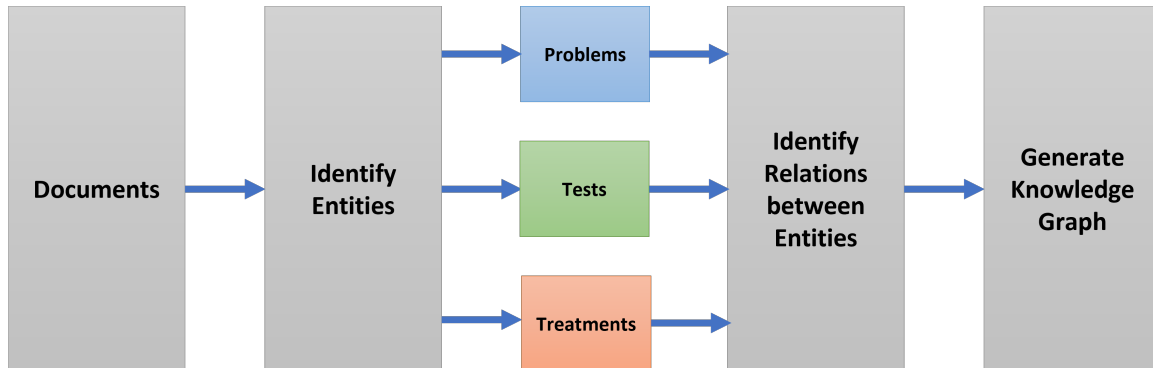 Documents
Identify
Entities
Problems
Tests
Treatments
Identify
Relations
between
Entities
Generate
Knowledge
Graph